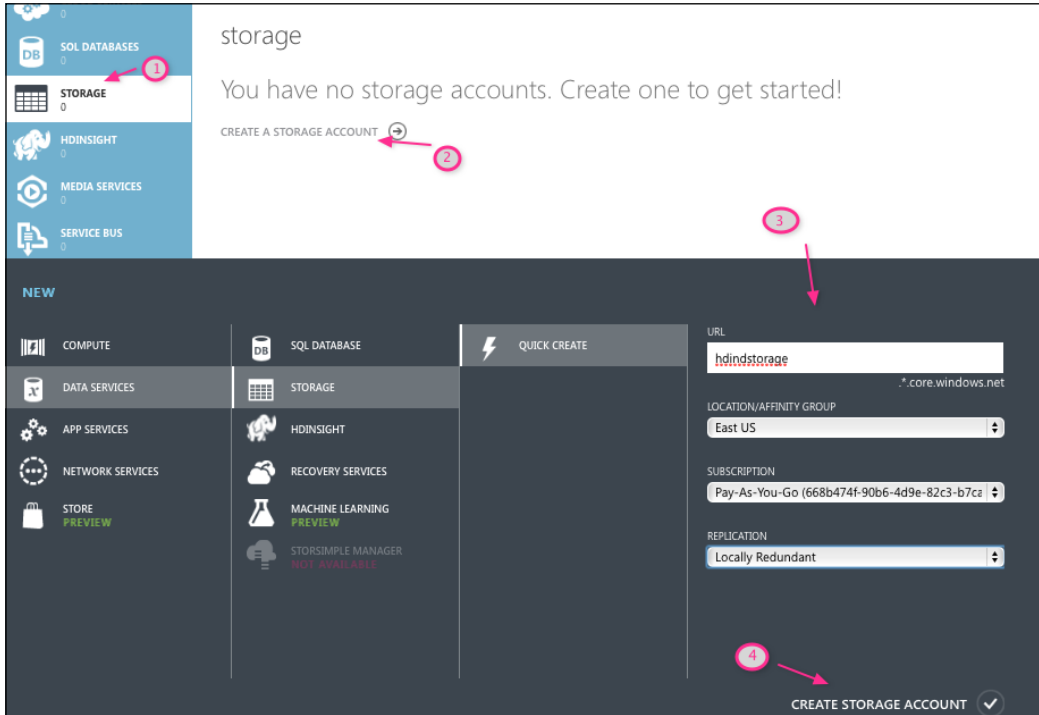 0
SQL DATABASES
0
STORAGE
0
HDINSIGHT
0
MEDIA SERVICES
0
SERVICE BUS
0
storage
You have no storage accounts. Create one to get started!
CREATE A STORAGE ACCOUNT
1
2
3
NEW
COMPUTE
DATA SERVICES
APP SERVICES
NETWORK SERVICES
STORE
PREVIEW
DB
SQL DATABASE
STORAGE
HDINSIGHT
RECOVERY SERVICES
MACHINE LEARNING
PREVIEW
STORSIMPLE MANAGER
NOT AVAILABLE
QUICK CREATE
URL
hdindstorage
.*.core.windows.net
LOCATION/AFFINITY GROUP
East US
SUBSCRIPTION
Pay-As-You-Go (668b474f-90b6-4d9e-82c3-b7ca
REPLICATION
Locally Redundant
4
CREATE STORAGE ACCOUNT